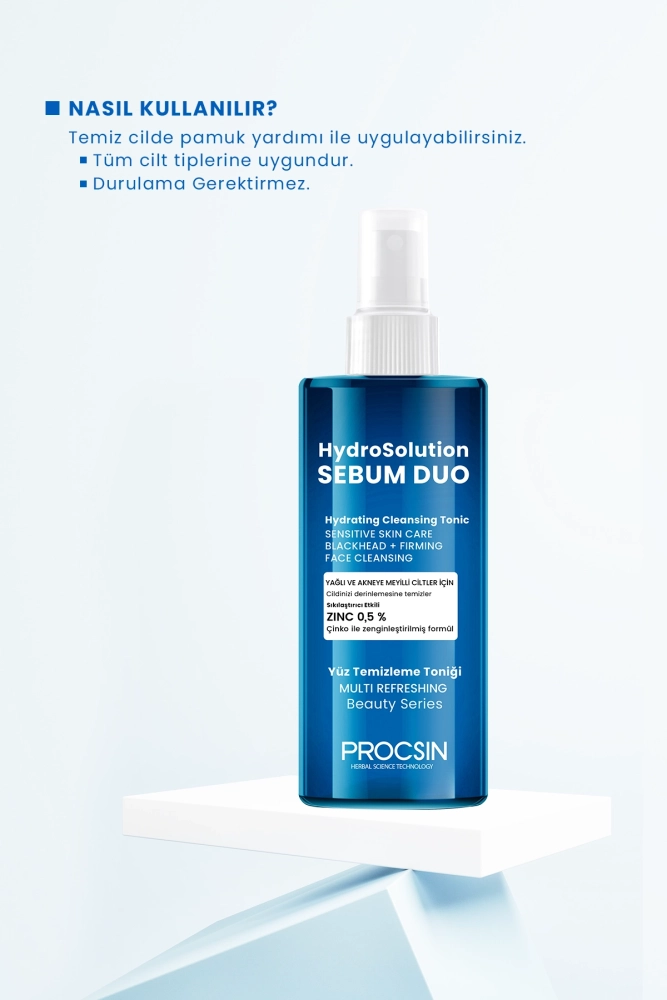 NASIL KULLANILIR?
Temiz cilde pamuk yardımı ile uygulayabilirsiniz.
Tüm cilt tiplerine uygundur.
Durulama Gerektirmez.
HydroSolution
SEBUM DUO
Hydrating Cleansing Tonic
SENSITIVE SKIN CARE
BLACKHEAD + FIRMING
FACE CLEANSING
YAĞLI VE AKNEYE MEYİLLİ CİLTLER İÇİN
Cildinizi derinlemesine temizler
Sıkılaştırıcı Etkili
ZINC 0,5 %
Çinko ile zenginleştirilmiş formül
Yüz Temizleme Toniği
MULTI REFRESHING
Beauty Series
PROCSIN
HERBAL SCIENCE TECHNOLOGY